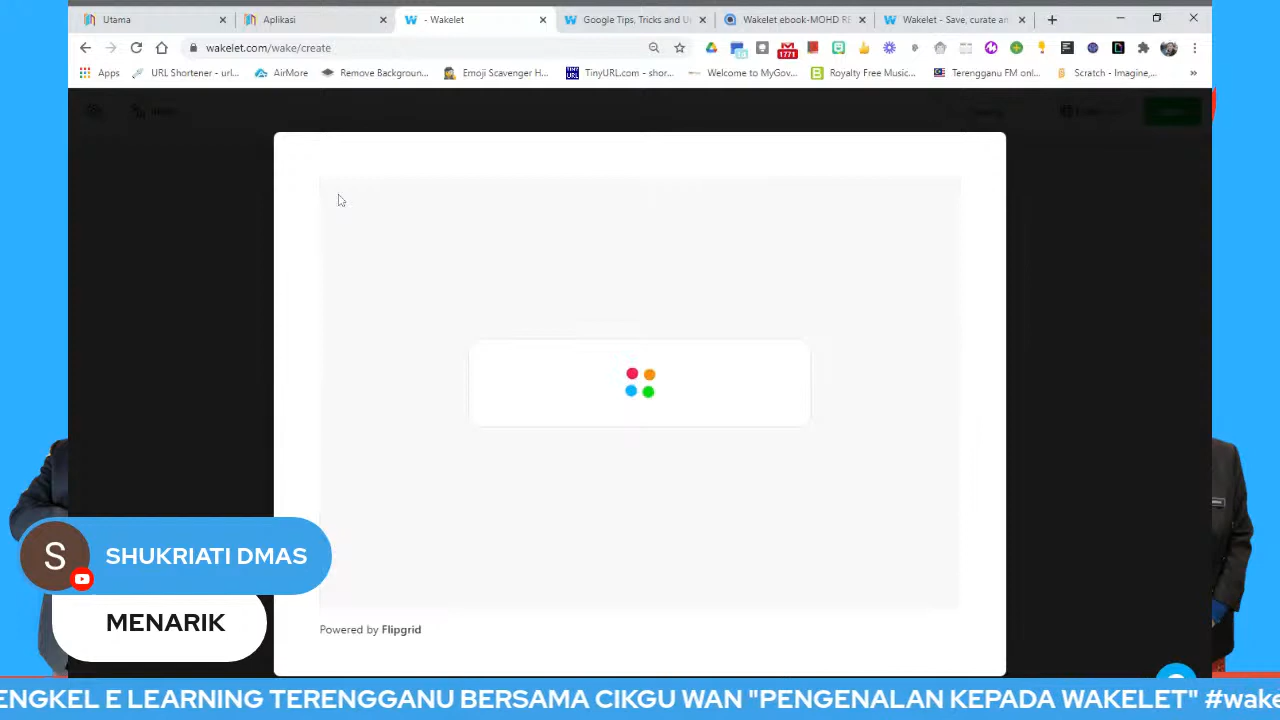 Utama
Aplikasi
- Wakelet
Google Tips, Tricks and U
Wakelet ebook-MOHD R
Wakelet - Save, curate an
wakelet.com/wake/create
1771
Apps
URL Shortener - url...
AirMore
Remove Backgroun...
Emoji Scavenger H...
TinyURL.com - shor...
Welcome to MyGov...
Royalty Free Music...
Terengganu FM onl...
Scratch - Imagine,...
Powered by Flipgrid
S
SHUKRIATI DMAS
MENARIK
ENGKEL E LEARNING TERENGGANU BERSAMA CIKGU WAN "PENGENALAN KEPADA WAKELET" #wake